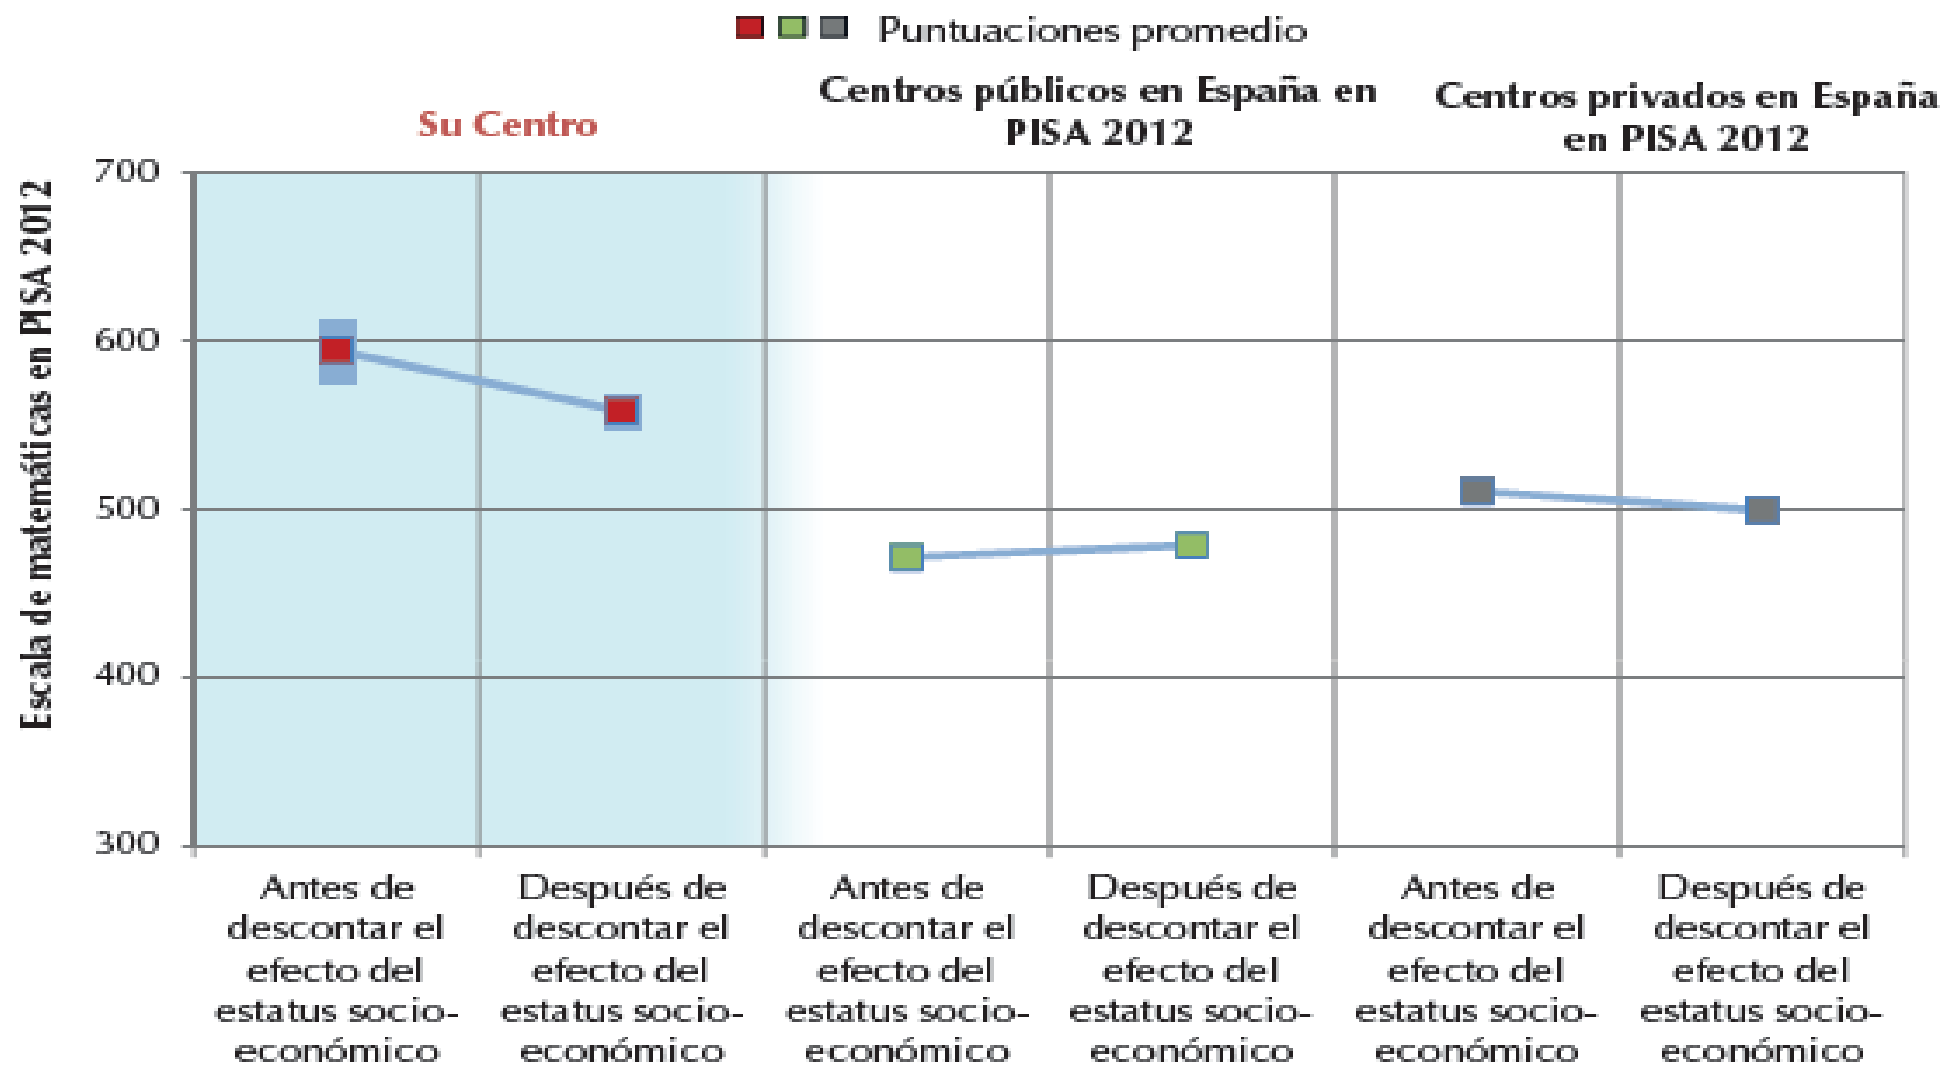 Puntuaciones promedio
Su Centro
Centros públicos en España en
PISA 2012
Centros privados en España
en PISA 2012
Escala de matemáticas en PISA 2012
700
600
500
400
300
Antes de
descontar el
efecto del
estatus socio-
económico
Después de
descontar el
efecto del
estatus socio-
económico
Antes de
descontar el
efecto del
estatus socio-
económico
Después de
descontar el
efecto del
estatus socio-
económico
Antes de
descontar el
efecto del
estatus socio-
económico
Después de
descontar el
efecto del
estatus socio-
económico